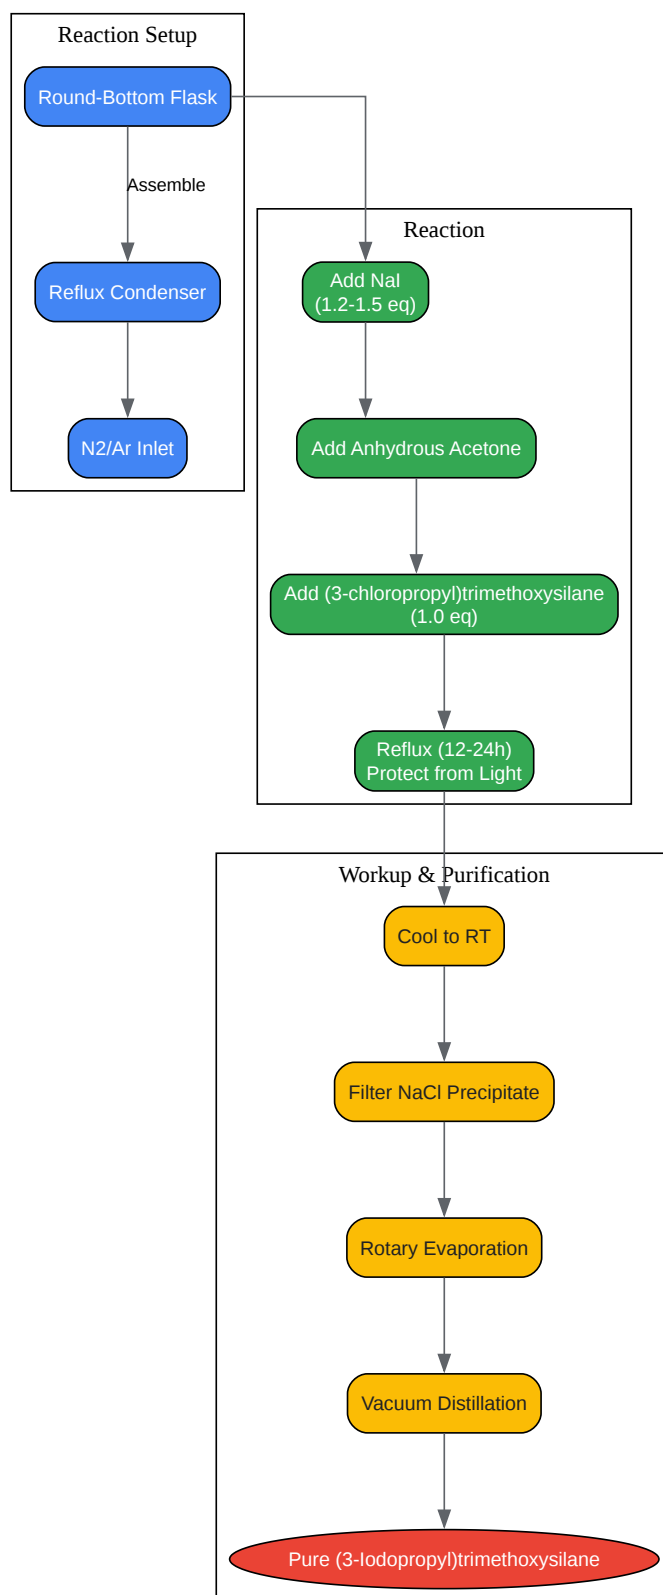 Reaction Setup
Round-Bottom Flask
Assemble
Reflux Condenser
N2/Ar Inlet
Reaction
Add NaI
(1.2-1.5 eq)
Add Anhydrous Acetone
Add (3-chloropropyl)trimethoxysilane
(1.0 eq)
Reflux (12-24h)
Protect from Light
Workup & Purification
Cool to RT
Filter NaCl Precipitate
Rotary Evaporation
Vacuum Distillation
Pure (3-Iodopropyl)trimethoxysilane